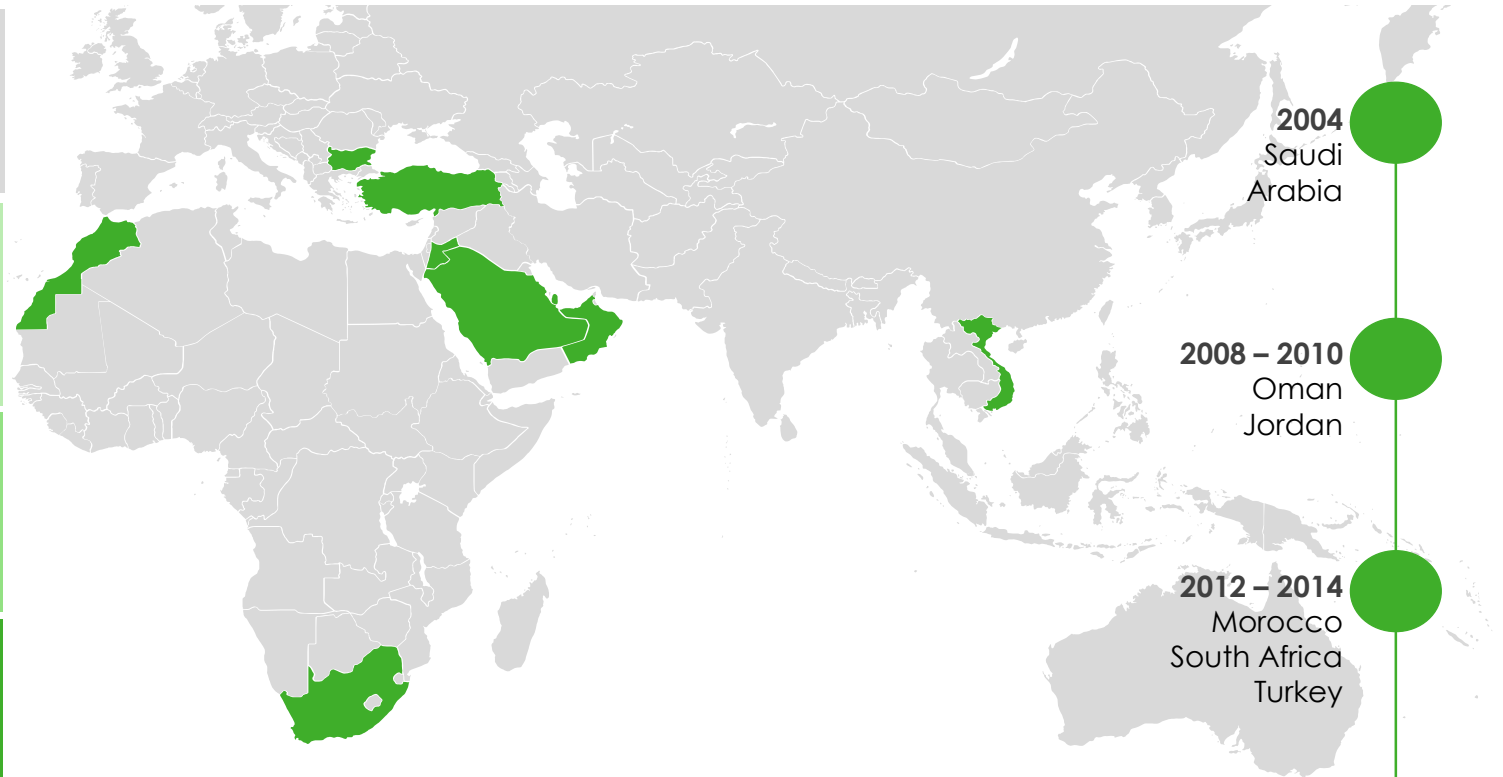 2004
Saudi
Arabia
2008 – 2010
Oman
Jordan
2012 – 2014
Morocco
South Africa
Turkey